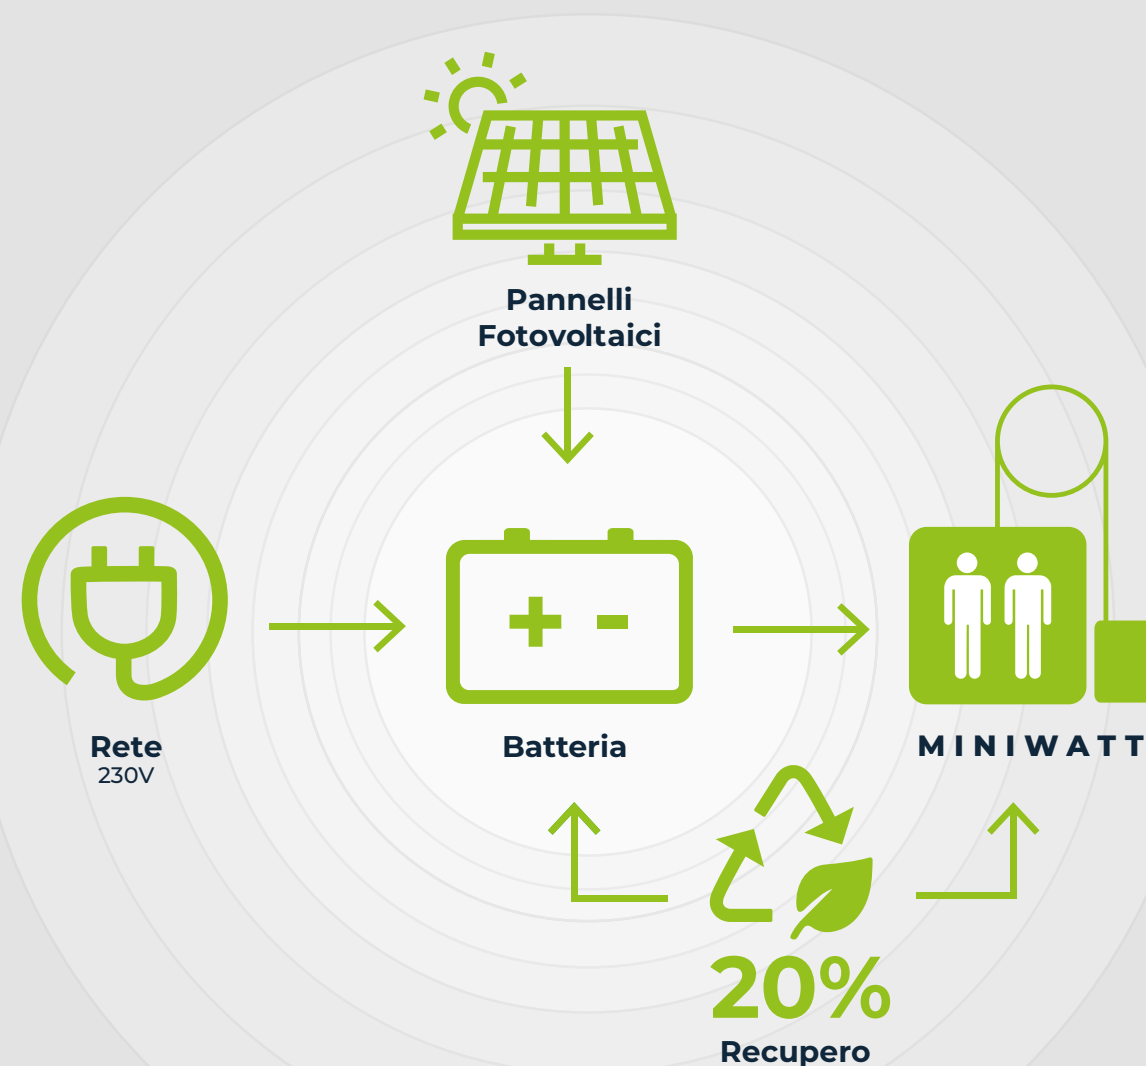 Pannelli
Fotovoltaici
Rete
230V
Batteria
MINIWATT
20%
Recupero